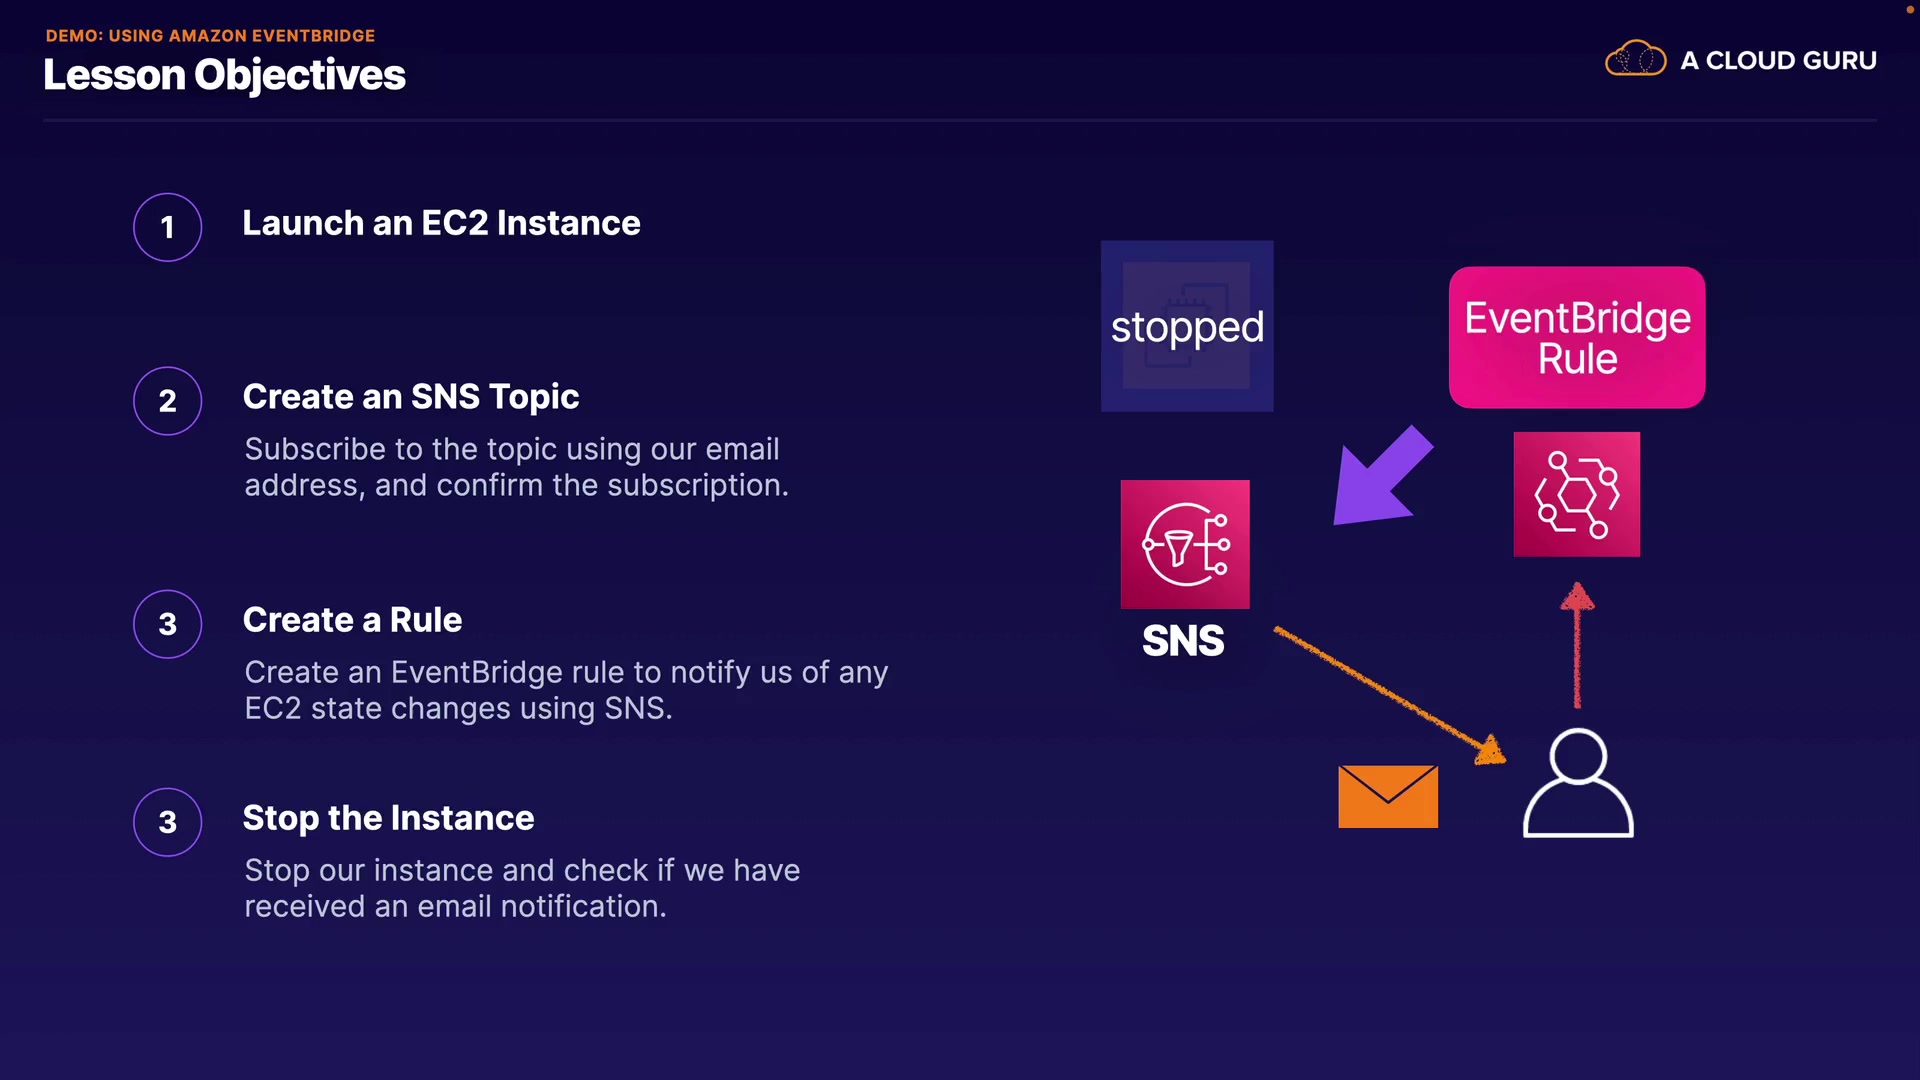 DEMO: USING AMAZON EVENTBRIDGE
Lesson Objectives
A CLOUD GURU
1
Launch an EC2 Instance
2
Create an SNS Topic
Subscribe to the topic using our email
address, and confirm the subscription.
3
Create a Rule
Create an EventBridge rule to notify us of any
EC2 state changes using SNS.
3
Stop the Instance
Stop our instance and check if we have
received an email notification.
stopped
EventBridge
Rule
SNS